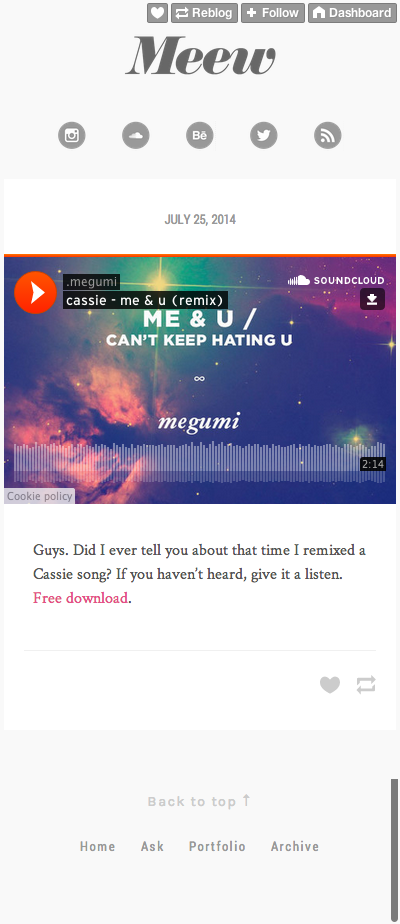 Reblog Follow Dashboard
Meew
Bē
JULY 25, 2014
.megumi
SOUNDCLOUD
cassie - me & u (remix)
ME & U /
CAN'T KEEP HATING U
∞
megumi
2:14
Cookie policy
Guys. Did I ever tell you about that time I remixed a
Cassie song? If you haven't heard, give it a listen.
Free download.
Back to top ↑
Home Ask Portfolio Archive